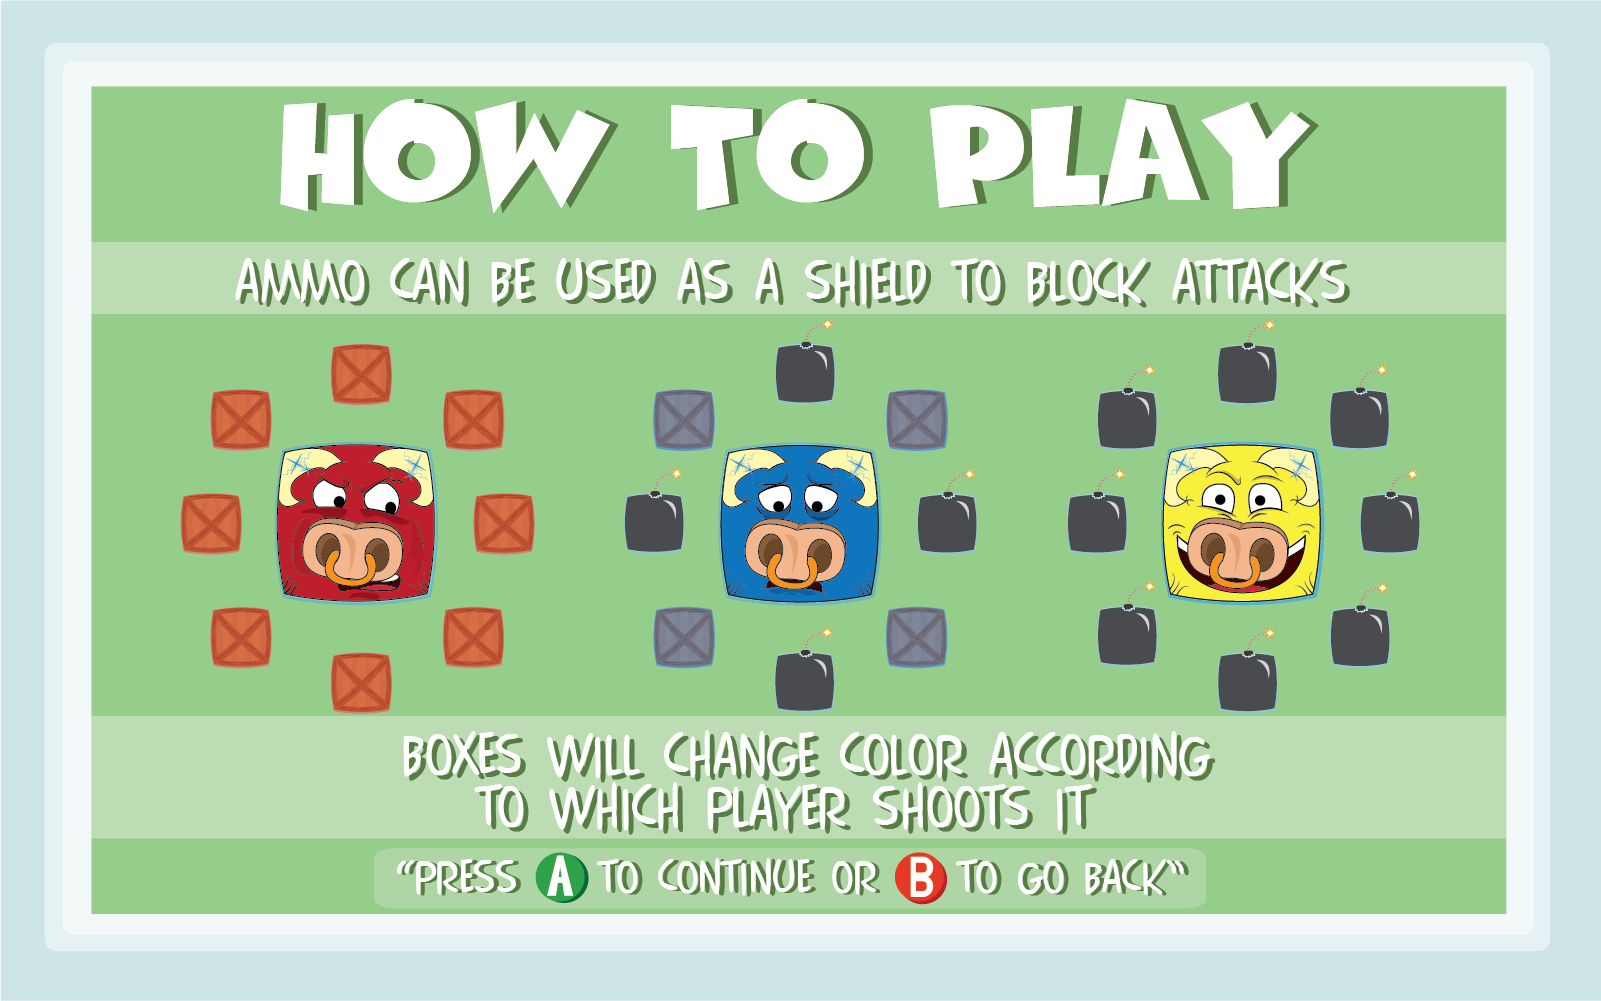 HOW TO PLAY
AMMO CAN BE USED AS A SHIELD TO BLOCK ATTACKS
BOXES WILL CHANGE COLOR ACCORDING
TO WHICH PLAYER SHOOTS IT
"PRESS A TO CONTINUE OR B TO GO BACK"